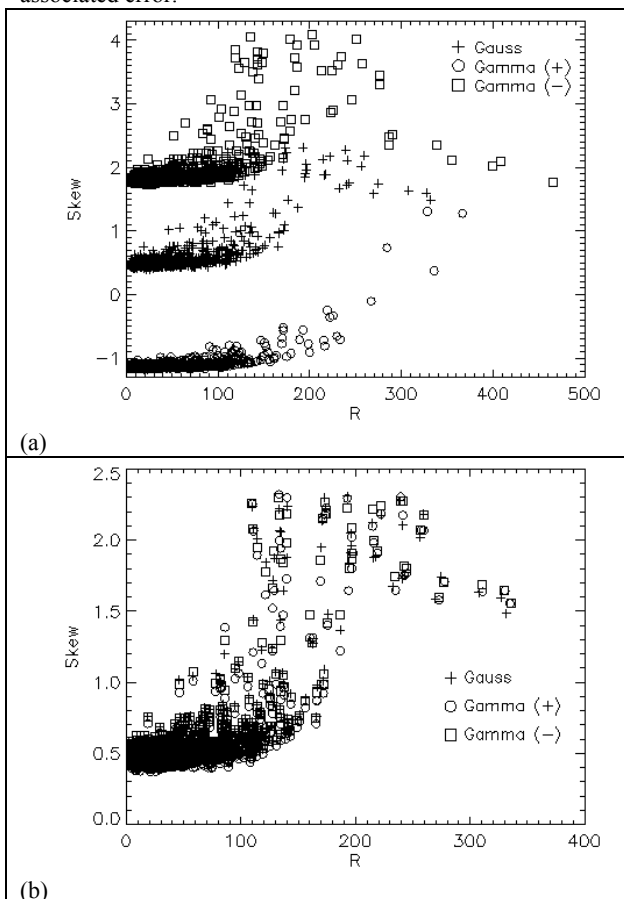 associated error.
4
3
2
1
0
−1
Skew
+ Gauss
○ Gamma (+)
□ Gamma (−)
0 100 200 300 400 500
R
(a)
2.5
2.0
1.5
1.0
0.5
0.0
Skew
+ Gauss
○ Gamma (+)
□ Gamma (−)
0 100 200 300 400
R
(b)